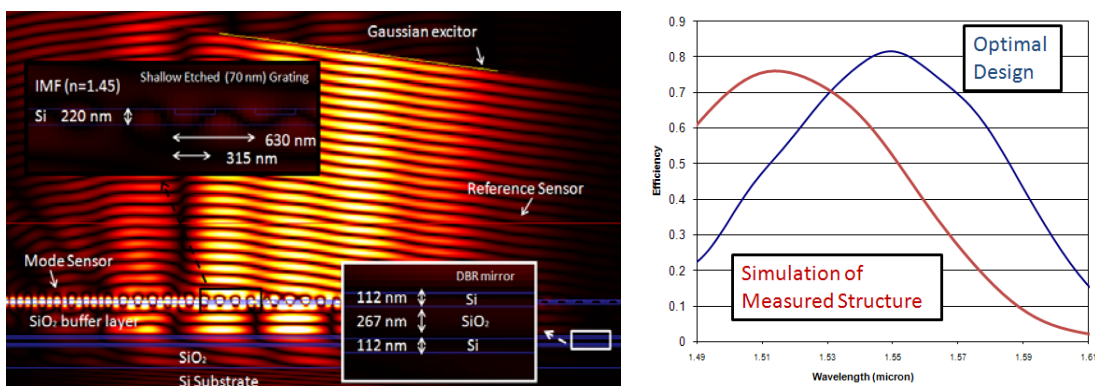 Gaussian excitor
Shallow Etched (70 nm) Grating
IMF (n=1.45)
Si 220 nm
630 nm
315 nm
Reference Sensor
Mode Sensor
SiO₂ buffer layer
DBR mirror
112 nm Si
267 nm SiO₂
112 nm Si
SiO₂
Si Substrate
0.9
0.8
0.7
0.6
0.5
0.4
0.3
0.2
0.1
0
Efficiency
Optimal
Design
Simulation of
Measured Structure
1.49 1.51 1.53 1.55 1.57 1.59 1.61
Wavelength (micron)